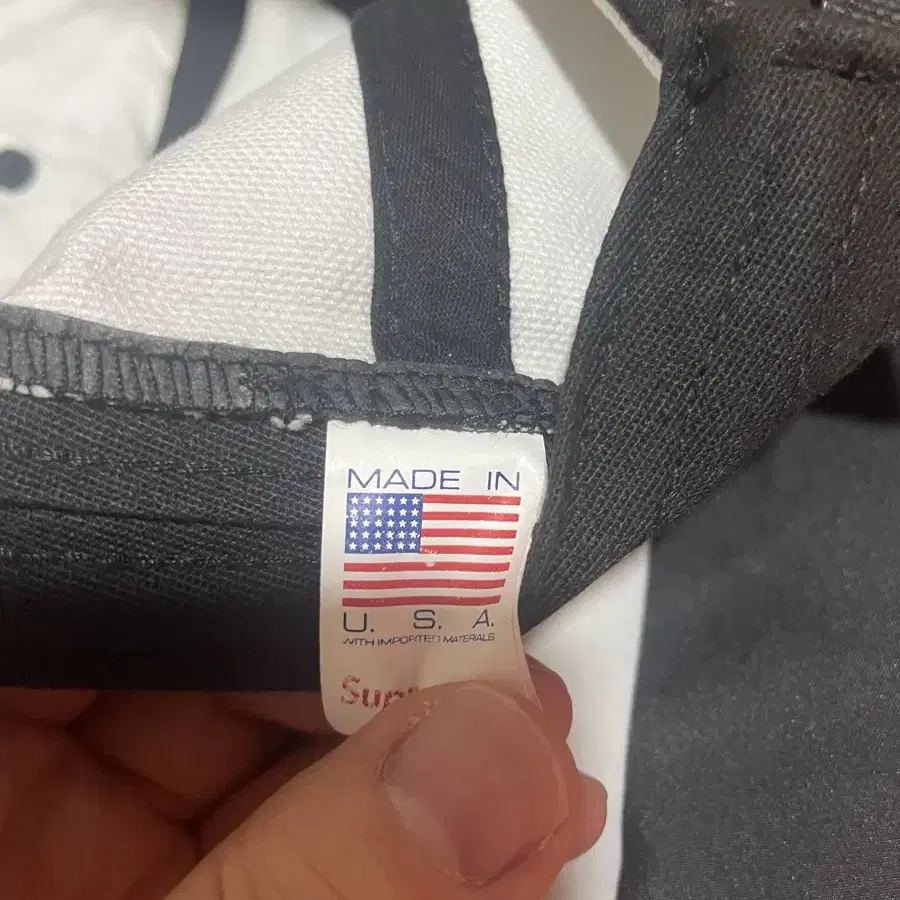 MADE IN
U. S. A.
WITH IMPORTED MATERIALS